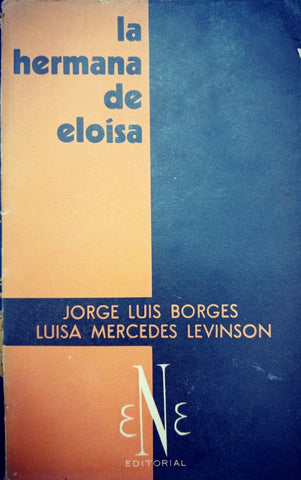 la
hermana
de
eloísa
JORGE LUIS BORGES
LUISA MERCEDES LEVINSON
ENE
EDITORIAL